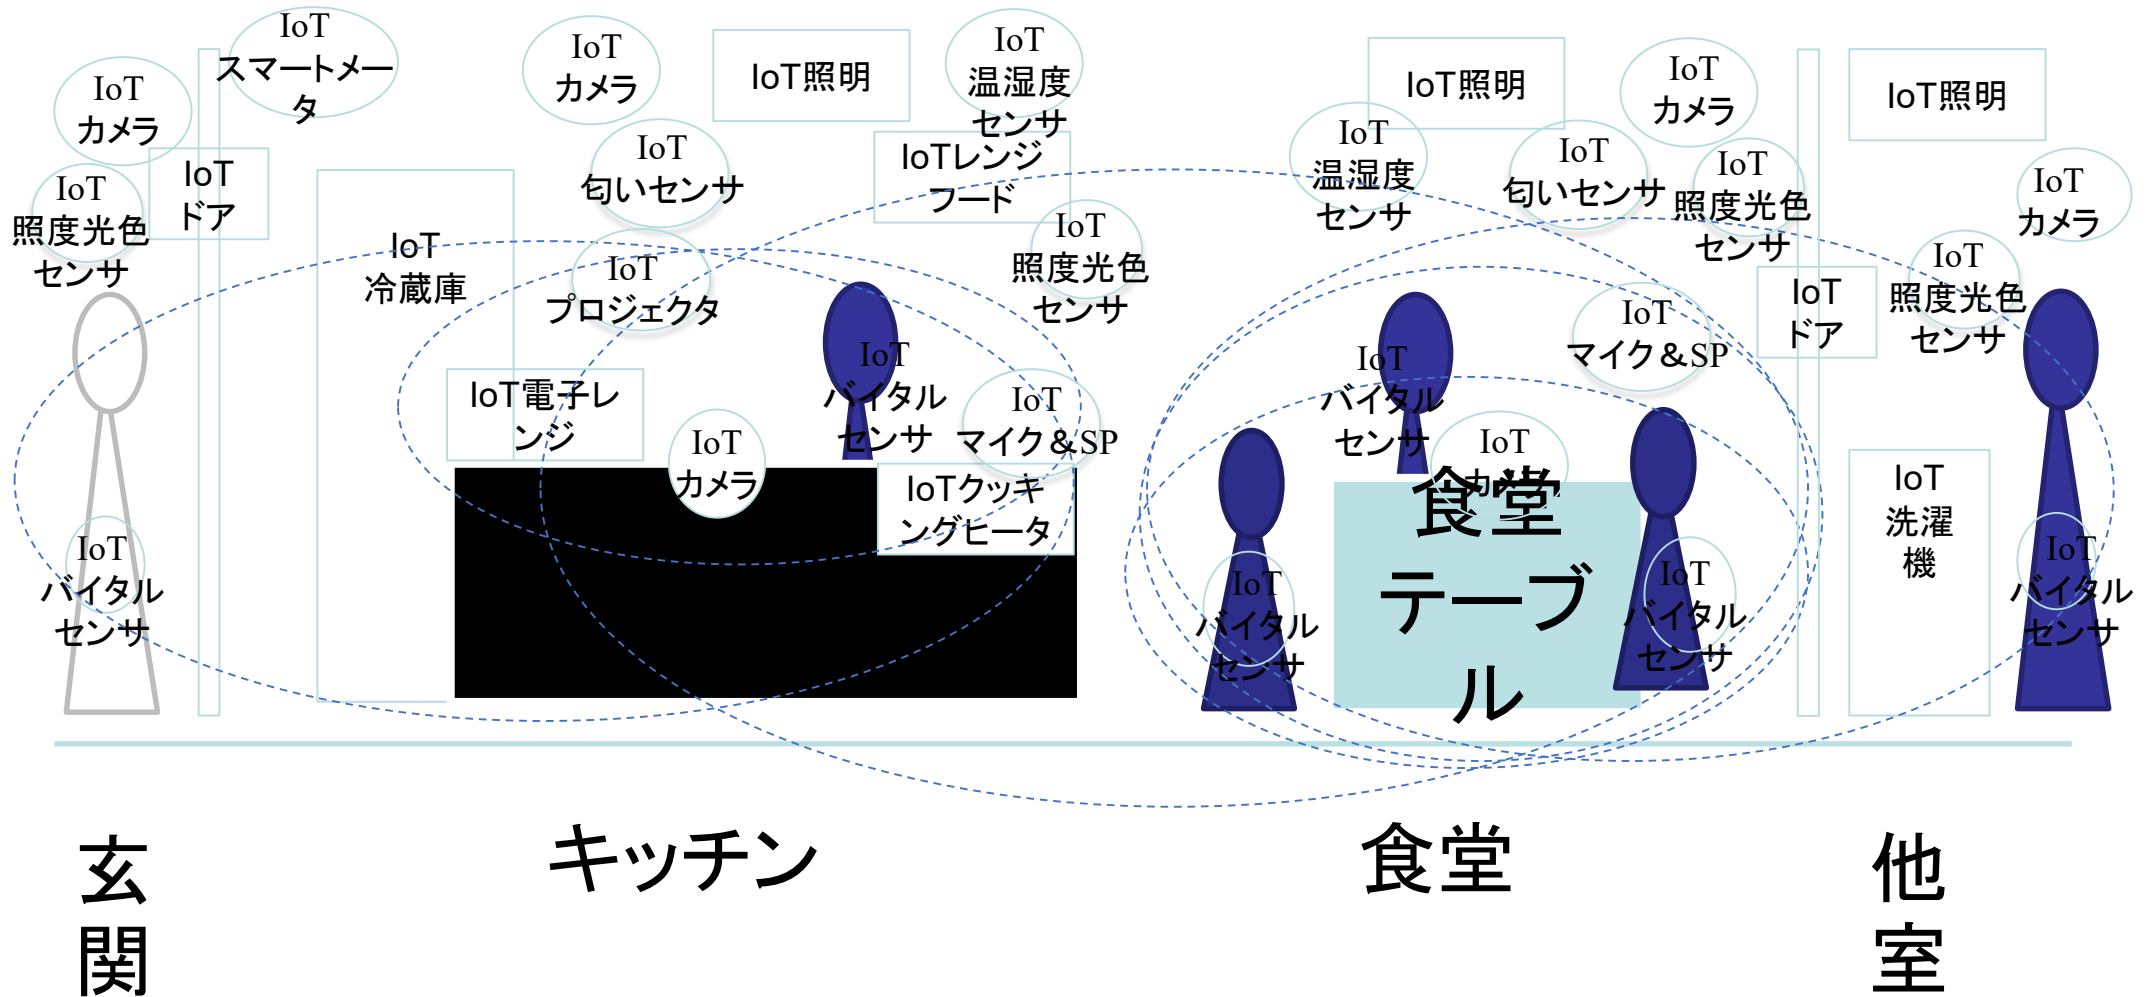 IoT
スマートメー
タ
IoT
カメラ
IoT
ドア
IoT
照度光色
センサ
IoT
バイタル
センサ
IoT
冷蔵庫
IoT
カメラ
IoT照明
IoT
温湿度
センサ
IoT
匂いセンサ
IoTレンジ
フード
IoT
プロジェクタ
IoT
照度光色
センサ
IoT電子レ
ンジ
IoT
カメラ
IoT
バイタル
センサ
IoT
マイク＆SP
IoTクッキ
ングヒータ
IoT照明
IoT
カメラ
IoT
温湿度
センサ
IoT
匂いセンサ
IoT
照度光色
センサ
IoT
マイク＆SP
IoT
バイタル
センサ
IoT
カメラ
IoT
バイタル
センサ
食堂
テーブ
ル
IoT
バイタル
センサ
IoT
ドア
IoT照明
IoT
カメラ
IoT
照度光色
センサ
IoT
洗濯
機
IoT
バイタル
センサ
玄
関
キッチン
食堂
他
室